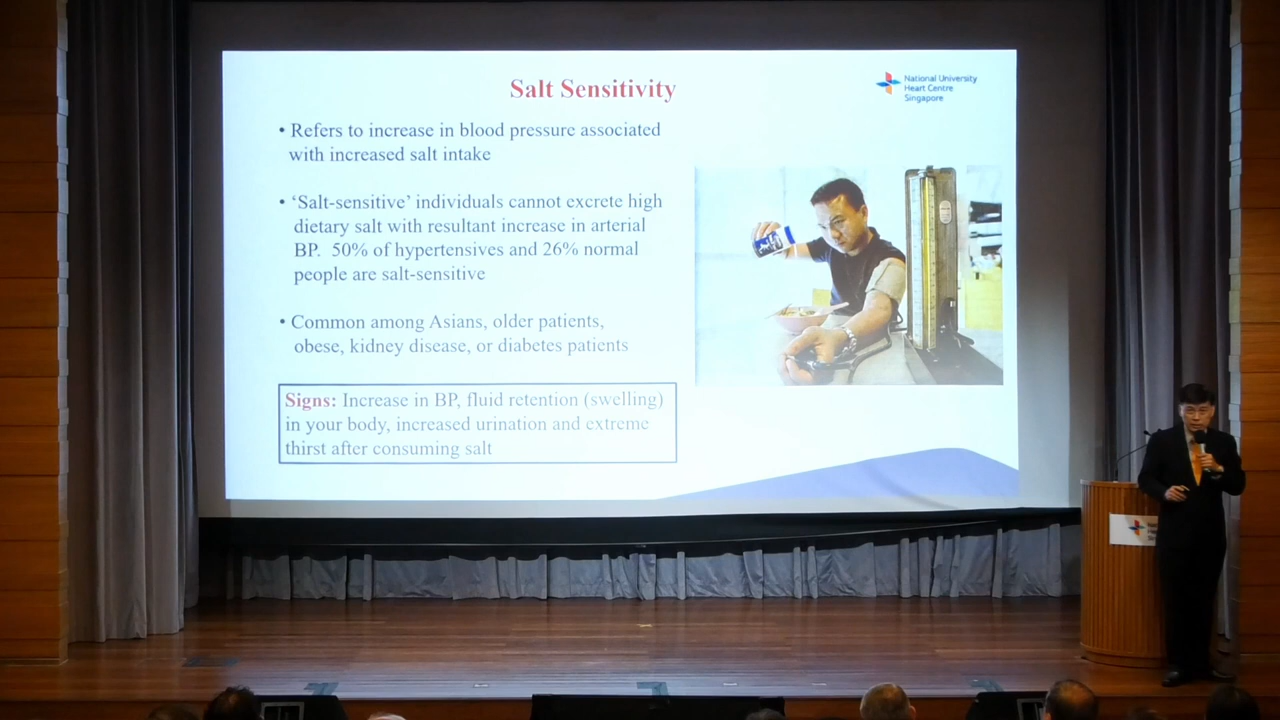 Salt Sensitivity
National University
Heart Centre
Singapore
• Refers to increase in blood pressure associated
with increased salt intake
• ‘Salt-sensitive’ individuals cannot excrete high
dietary salt with resultant increase in arterial
BP. 50% of hypertensives and 26% normal
people are salt-sensitive
• Common among Asians, older patients,
obese, kidney disease, or diabetes patients
Signs: Increase in BP, fluid retention (swelling)
in your body, increased urination and extreme
thirst after consuming salt